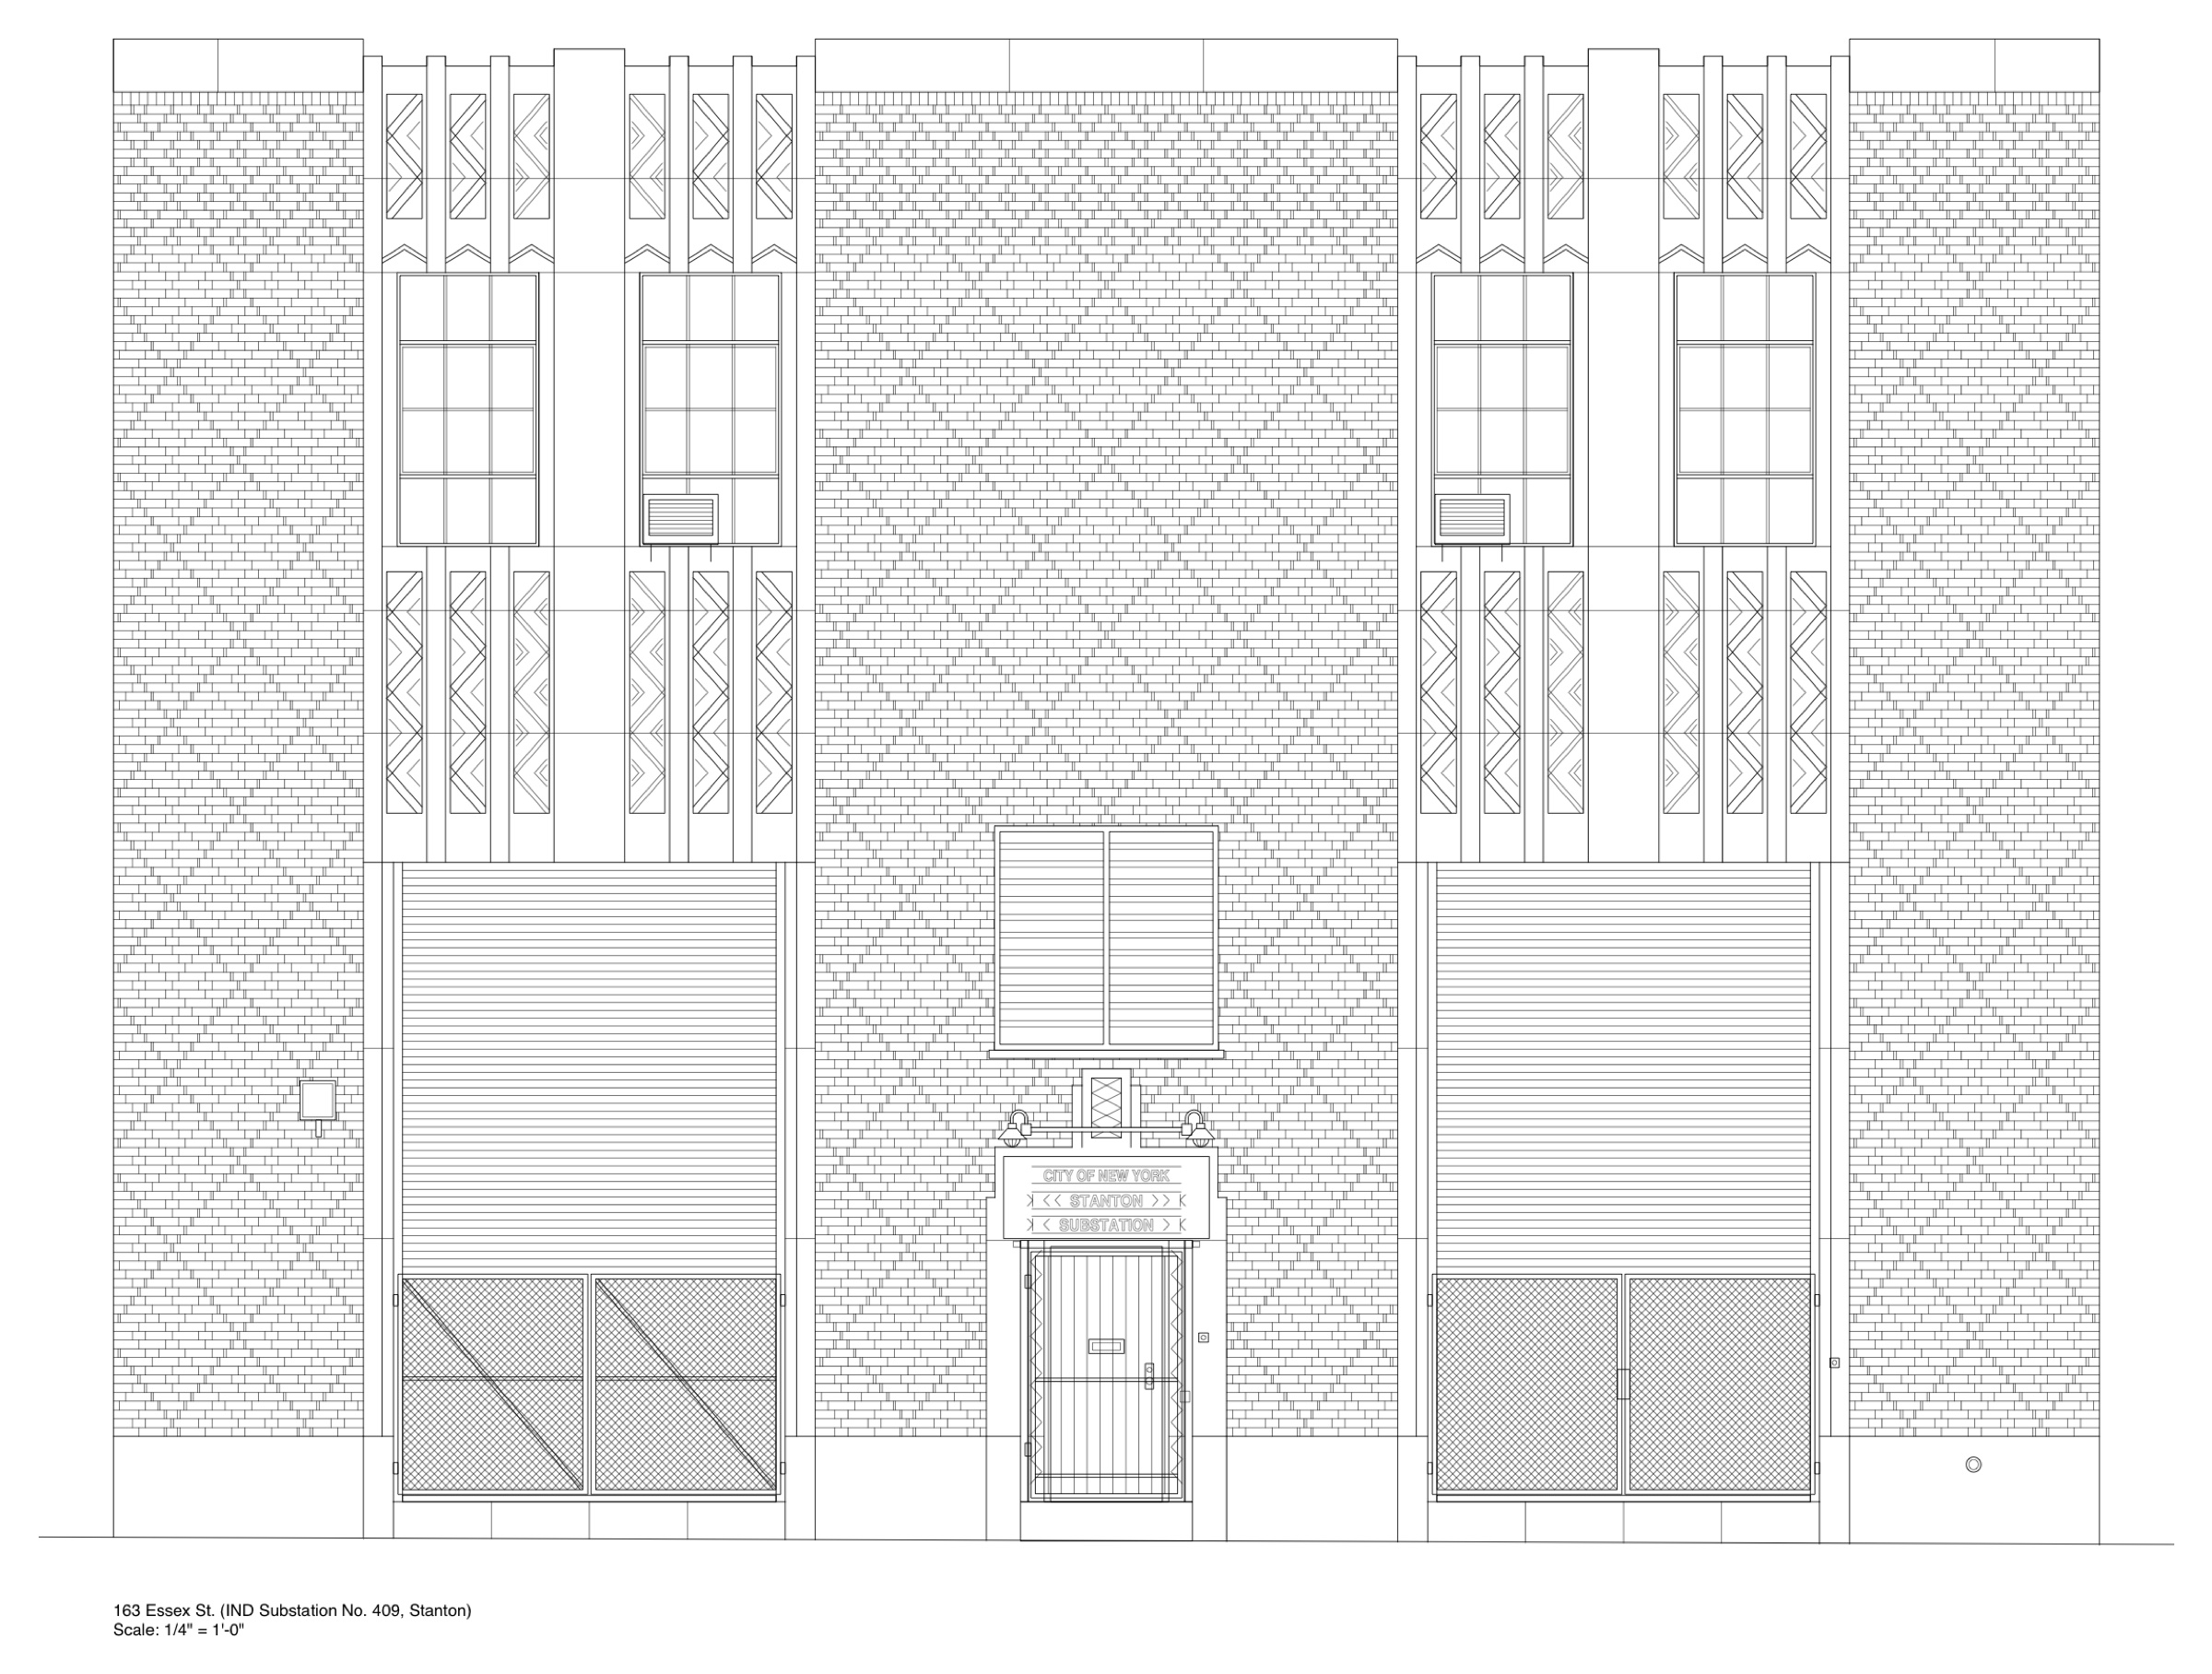 CITY OF NEW YORK
STANTON
SUBSTATION
163 Essex St. (IND Substation No. 409, Stanton)
Scale: 1/4" = 1'-0"